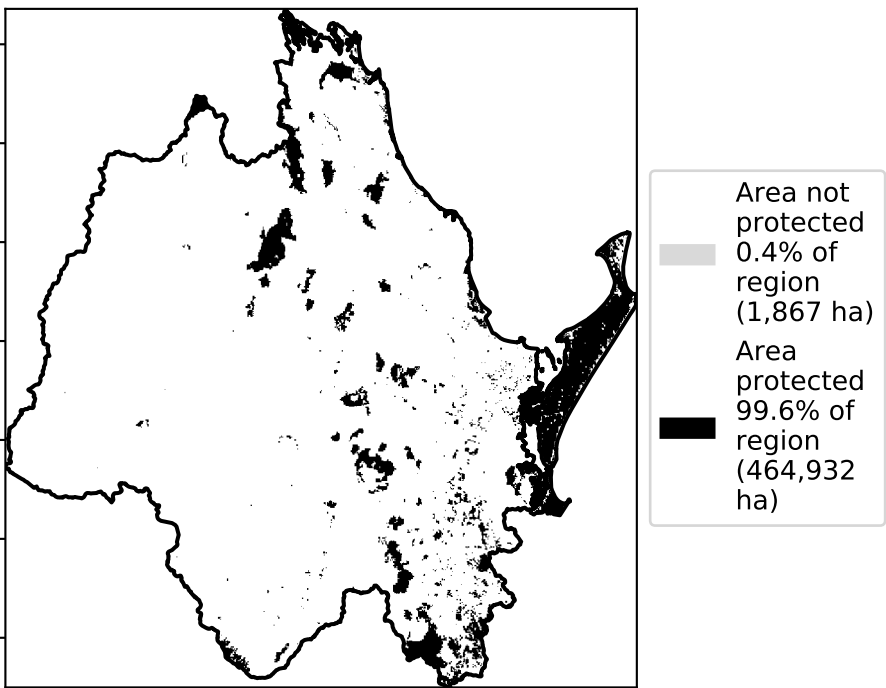 Area not
protected
0.4% of
region
(1,867 ha)
Area
protected
99.6% of
region
(464,932
ha)